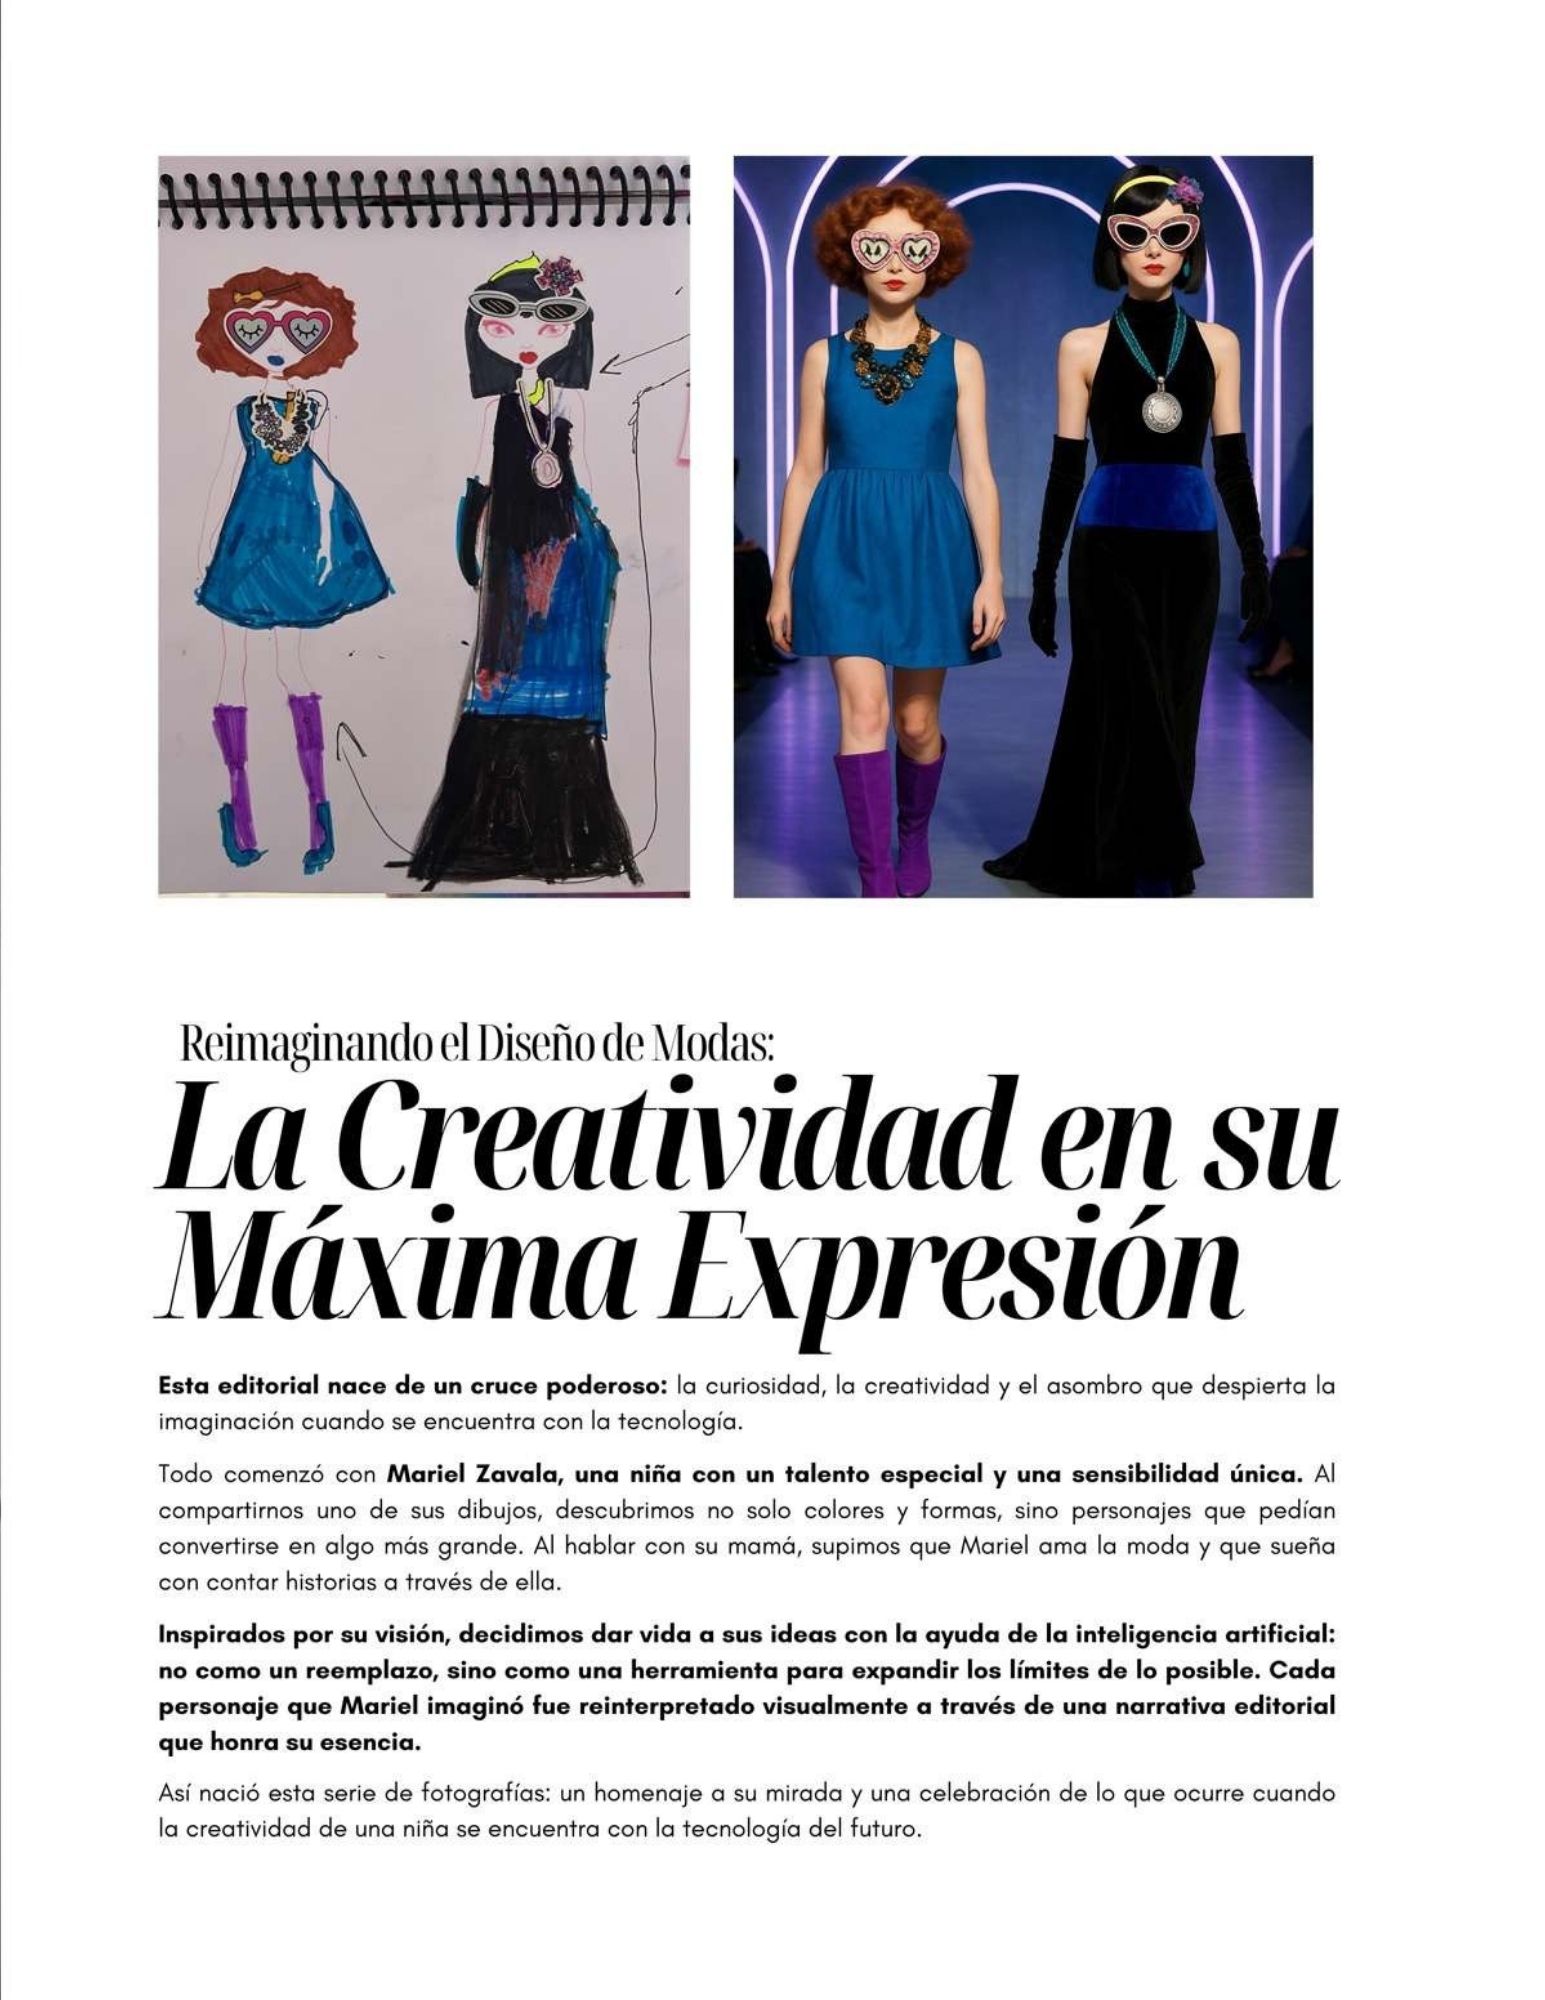 Reimaginando el Diseño de Modas:
La Creatividad en su
Máxima Expresión
Esta editorial nace de un cruce poderoso: la curiosidad, la creatividad y el asombro que despierta la
imaginación cuando se encuentra con la tecnología.
Todo comenzó con Mariel Zavala, una niña con un talento especial y una sensibilidad única. Al
compartirnos uno de sus dibujos, descubrimos no solo colores y formas, sino personajes que pedían
convertirse en algo más grande. Al hablar con su mamá, supimos que Mariel ama la moda y que sueña
con contar historias a través de ella.
Inspirados por su visión, decidimos dar vida a sus ideas con la ayuda de la inteligencia artificial:
no como un reemplazo, sino como una herramienta para expandir los límites de lo posible. Cada
personaje que Mariel imaginó fue reinterpretado visualmente a través de una narrativa editorial
que honra su esencia.
Así nació esta serie de fotografías: un homenaje a su mirada y una celebración de lo que ocurre cuando
la creatividad de una niña se encuentra con la tecnología del futuro.